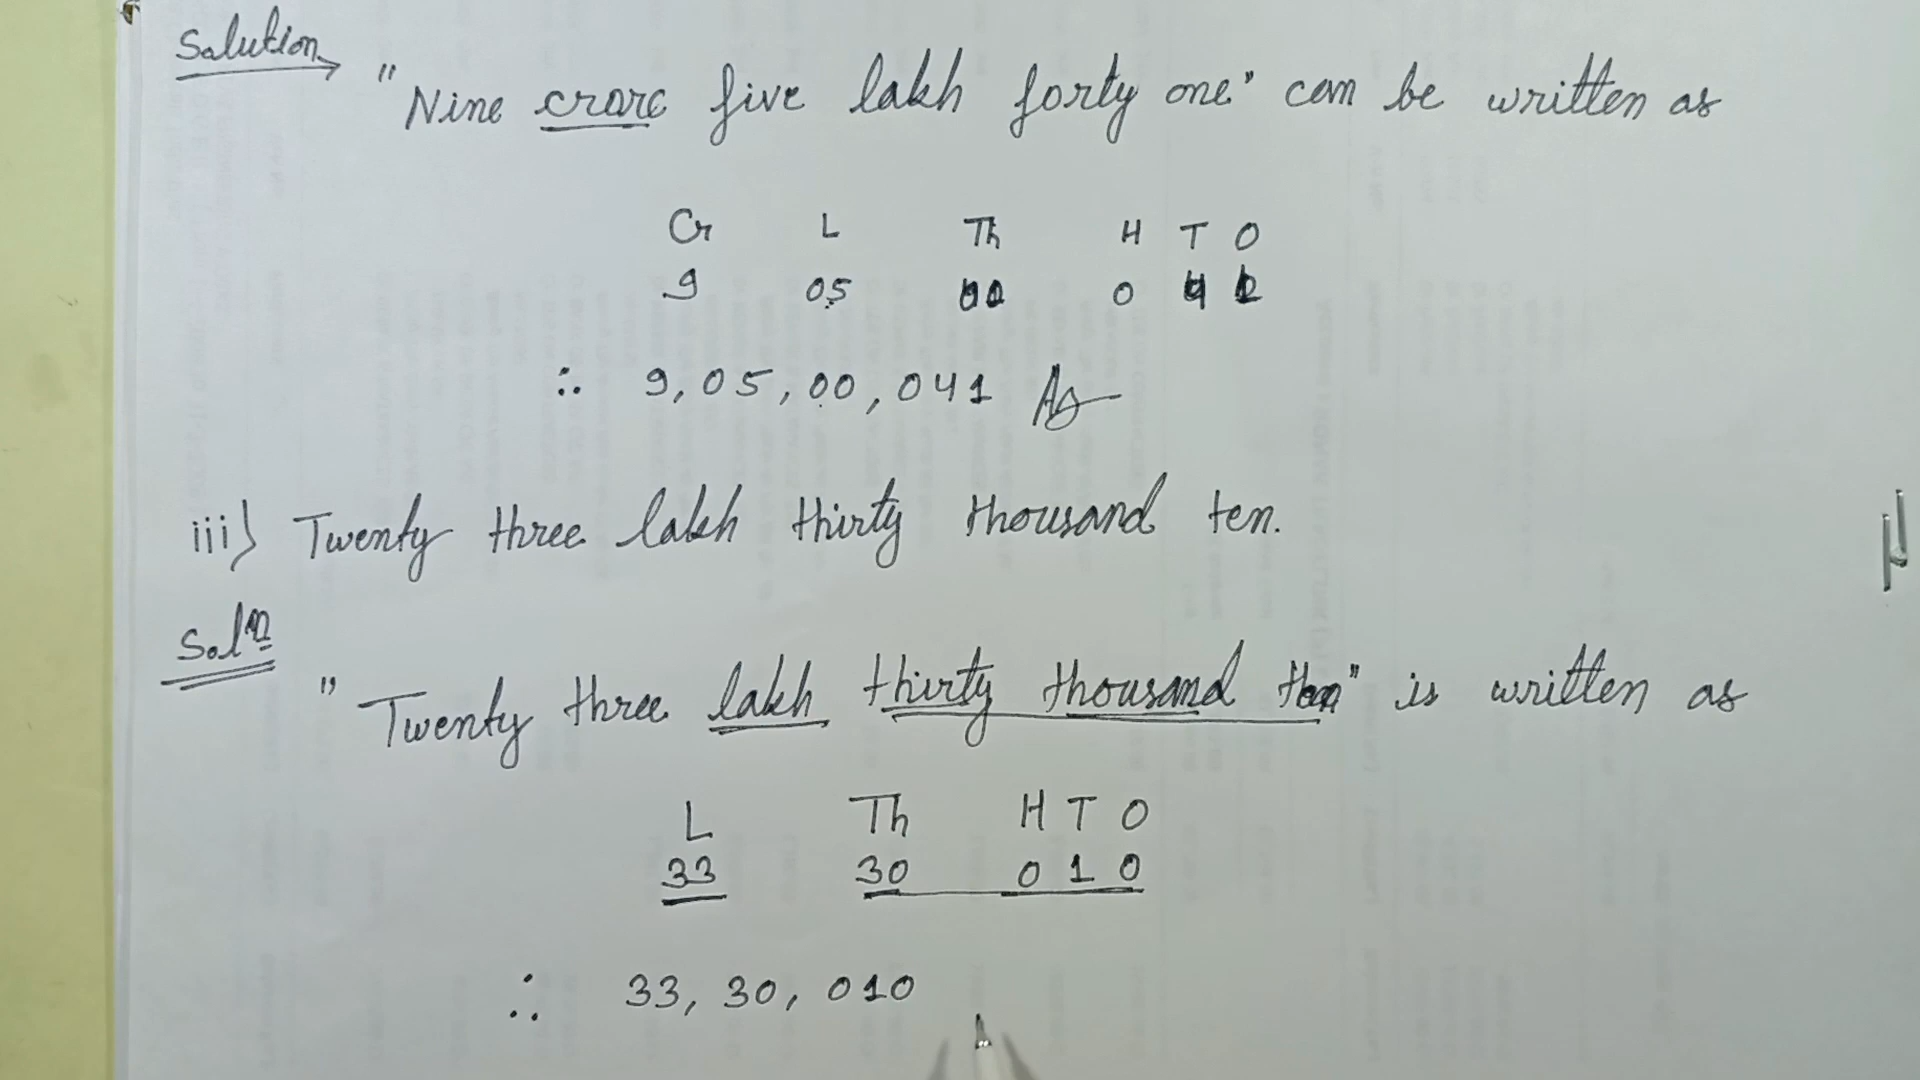 Solution
"Nine crore five lakh forty one" can be written as
Cr L Th H T O
9 05 00 0 4 1
∴ 9,05,00,041 Ans
iii) Twenty three lakh thirty thousand ten.
Solⁿ
"Twenty three lakh thirty thousand ten" is written as
L Th H T O
33 30 0 1 0
∴ 33, 30, 010